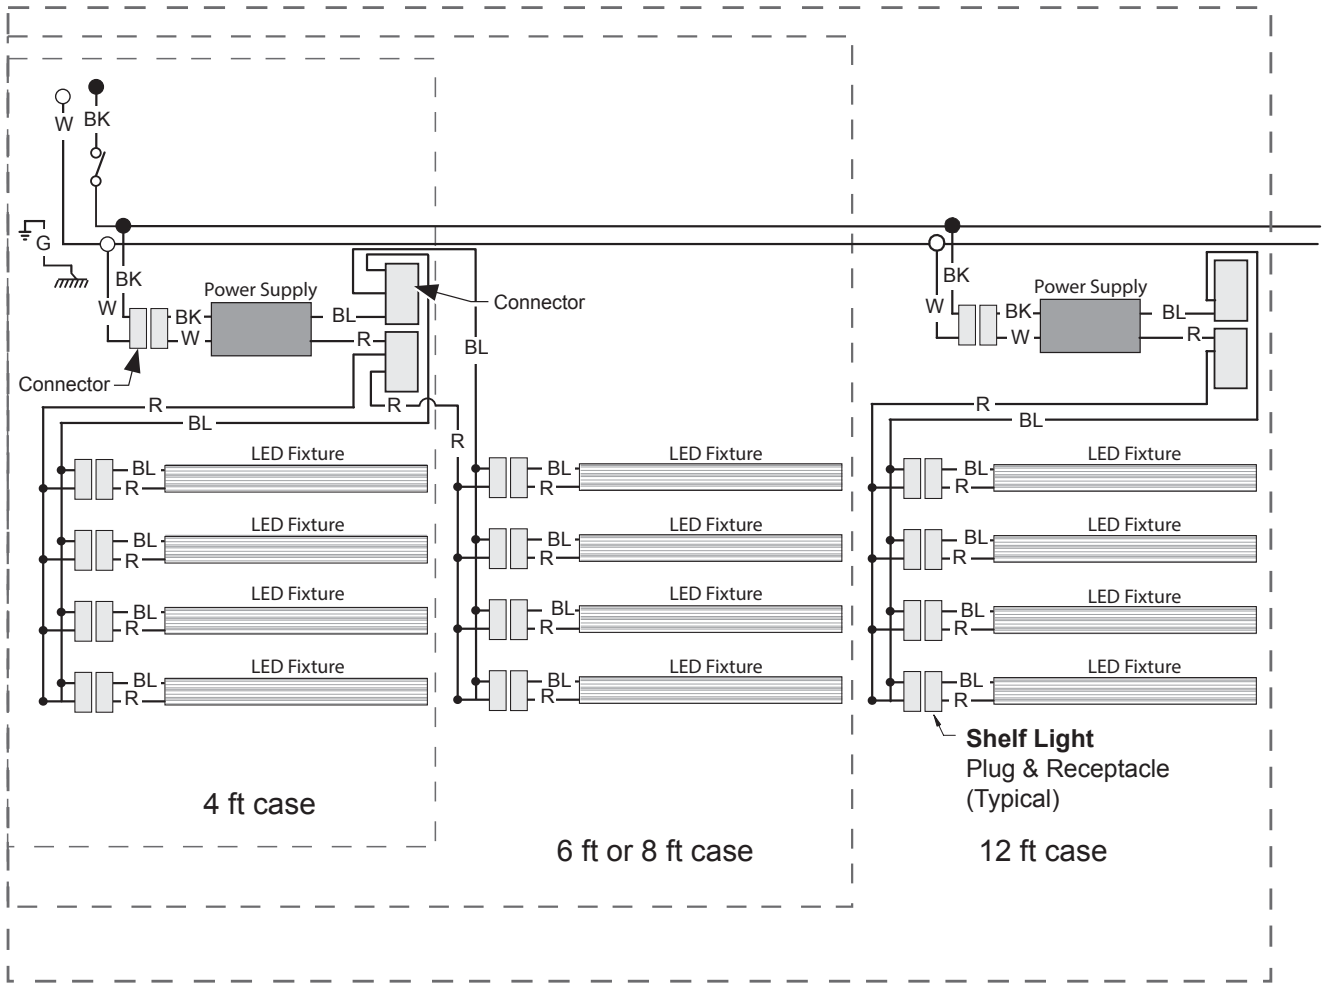 W
BK
G
BK
W
Power Supply
BK
W
BL
R
Connector
Connector
BL
R
R
BL
R
BK
W
Power Supply
BK
W
BL
R
R
BL
LED Fixture
BL
R
LED Fixture
BL
R
LED Fixture
BL
R
LED Fixture
BL
R
LED Fixture
BL
R
LED Fixture
BL
R
LED Fixture
BL
R
LED Fixture
BL
R
LED Fixture
BL
R
LED Fixture
BL
R
LED Fixture
BL
R
LED Fixture
BL
R
Shelf Light
Plug & Receptacle
(Typical)
4 ft case
6 ft or 8 ft case
12 ft case